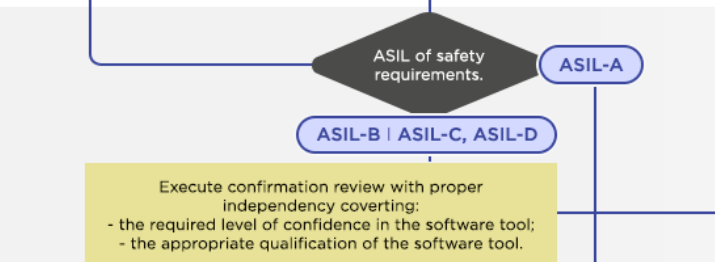 ASIL of safety
requirements.
ASIL-A
ASIL-B | ASIL-C, ASIL-D
Execute confirmation review with proper
independency coverting:
- the required level of confidence in the software tool;
- the appropriate qualification of the software tool.